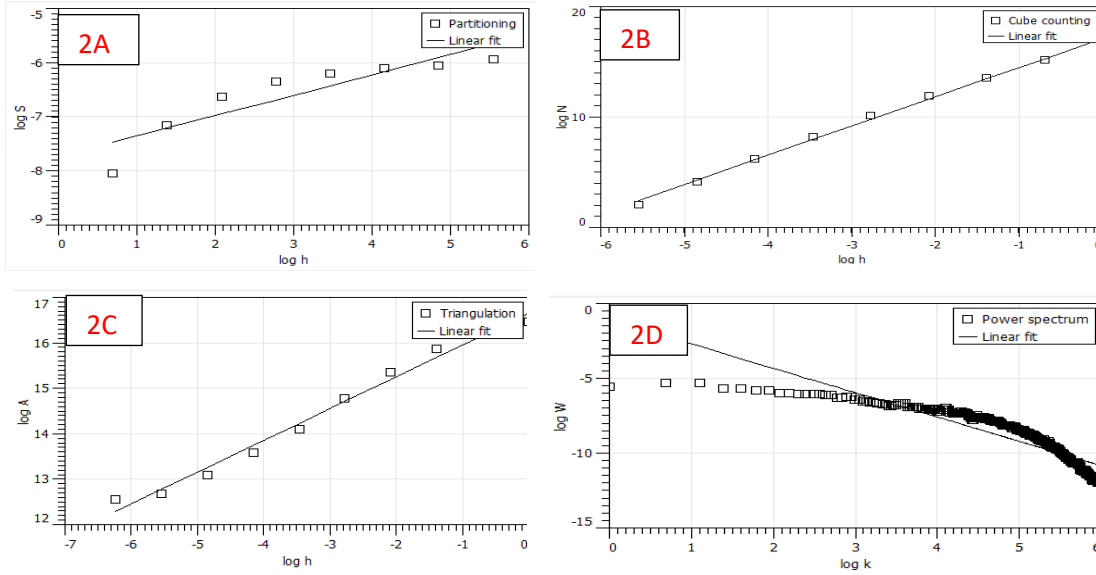 2A
-5
-6
-7
-8
-9
log S
0 1 2 3 4 5 6
log h
Partitioning
Linear fit
2B
20
10
0
log N
-6 -5 -4 -3 -2 -1 0
log h
Cube counting
Linear fit
2C
17
16
15
14
13
12
log A
-7 -6 -5 -4 -3 -2 -1 0
log h
Triangulation
Linear fit
2D
0
-5
-10
-15
log W
0 1 2 3 4 5 6
log k
Power spectrum
Linear fit